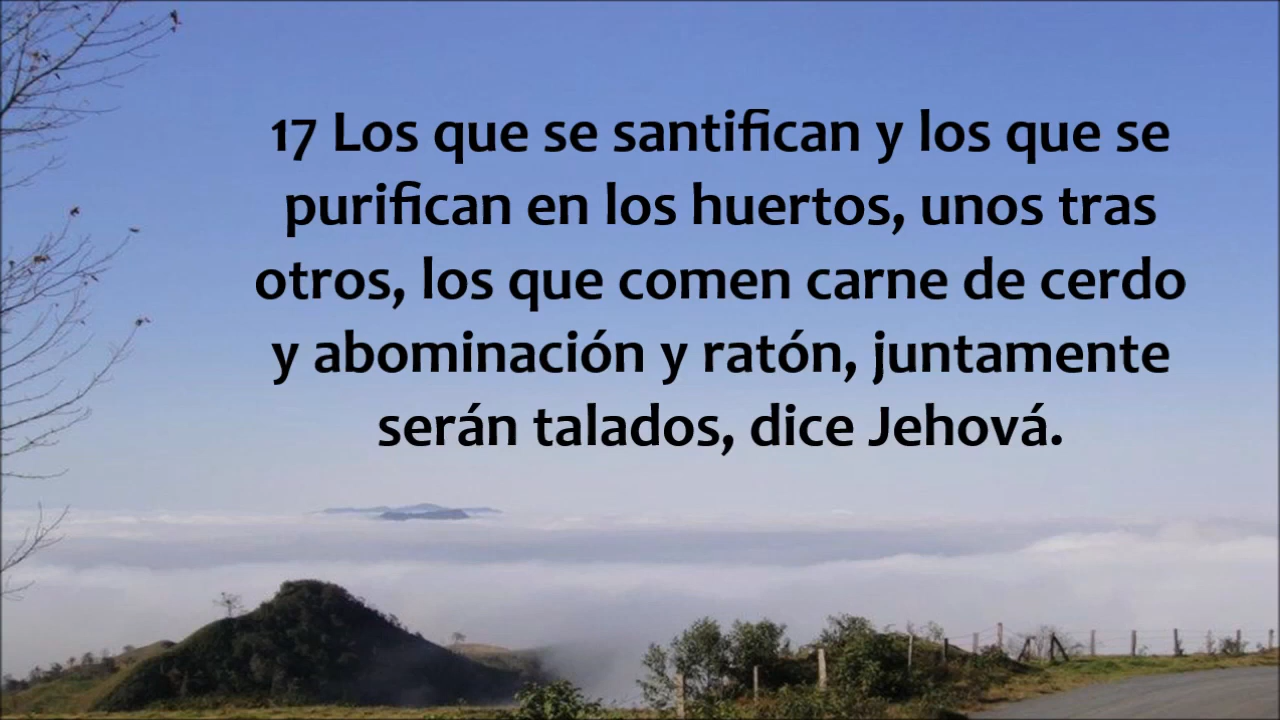 17 Los que se santifican y los que se
purifican en los huertos, unos tras
otros, los que comen carne de cerdo
y abominación y ratón, juntamente
serán talados, dice Jehová.